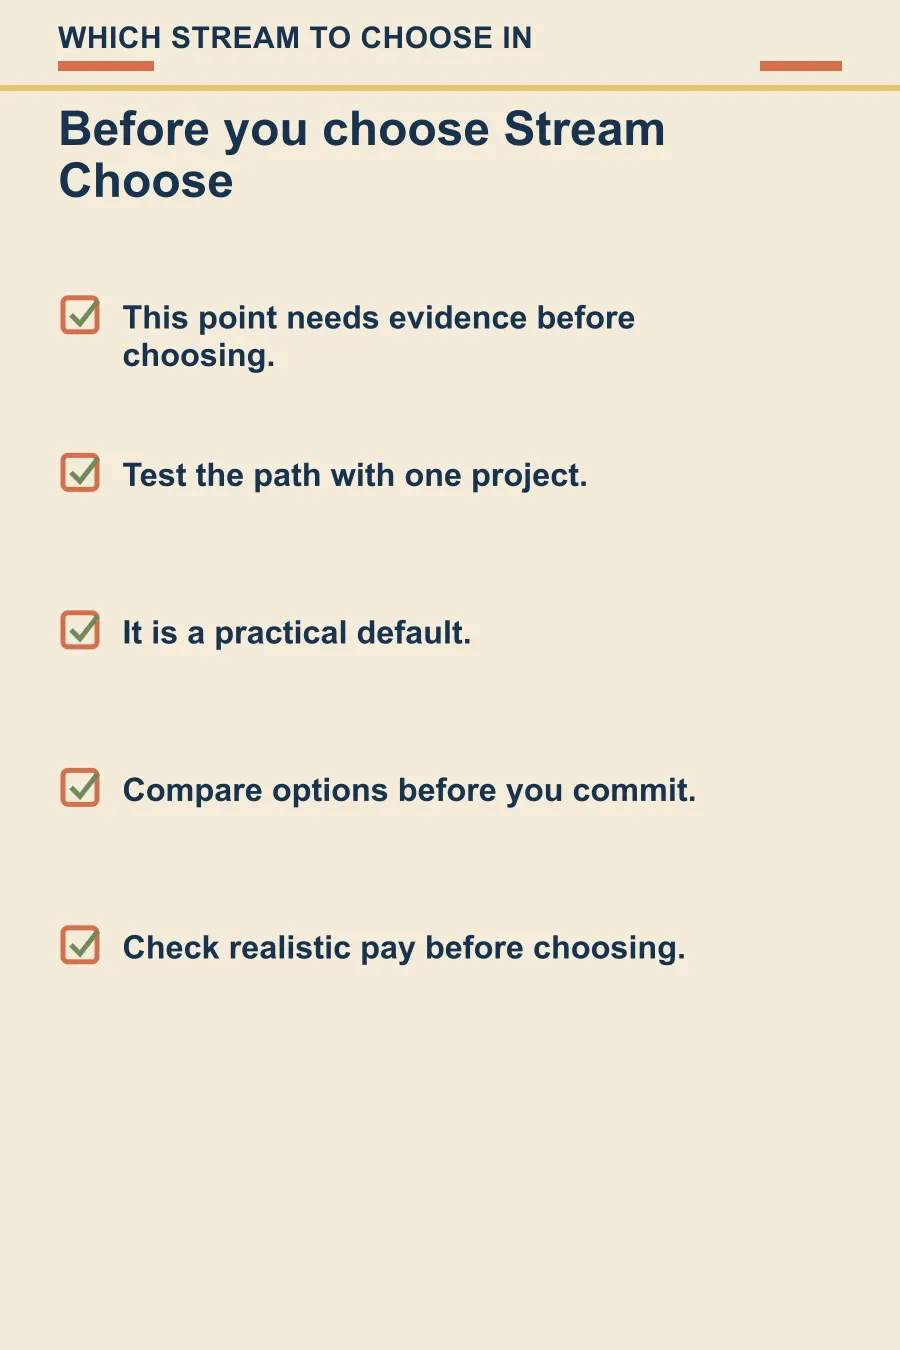 WHICH STREAM TO CHOOSE IN
Before you choose Stream
Choose
This point needs evidence before
choosing.
Test the path with one project.
It is a practical default.
Compare options before you commit.
Check realistic pay before choosing.